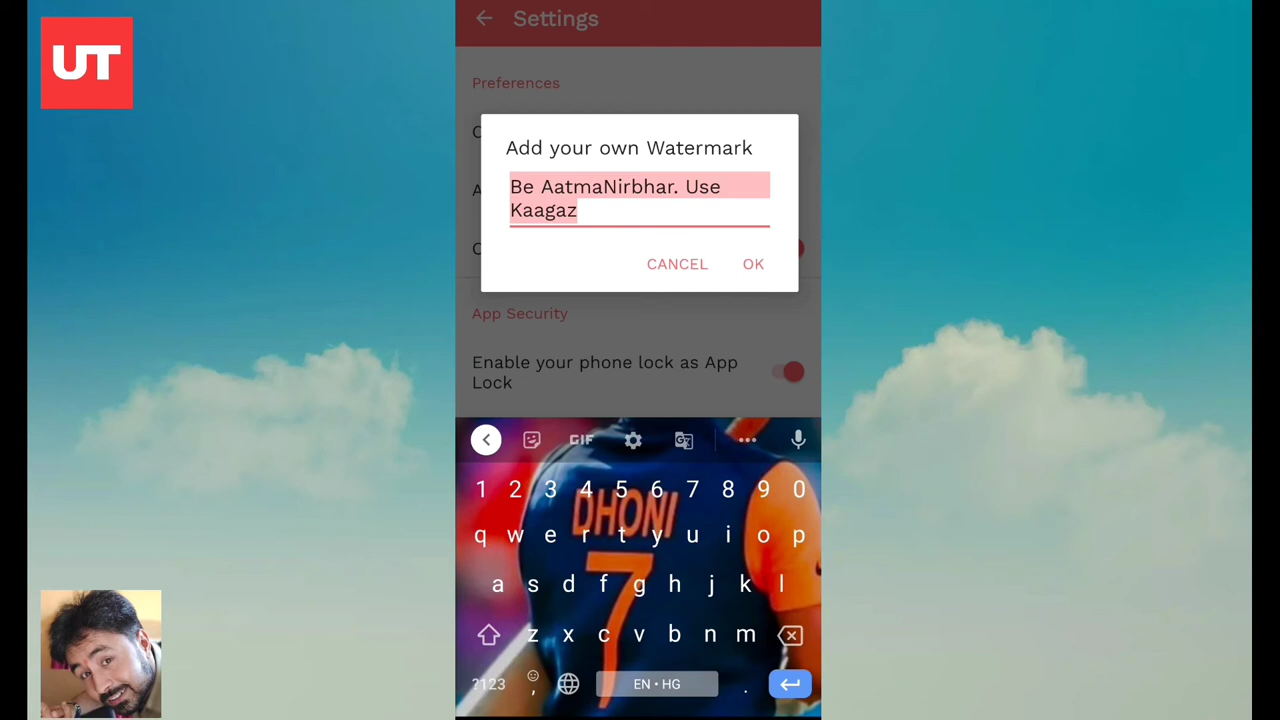 UT
Settings
Preferences
C
Add your own Watermark
A
Be AatmaNirbhar. Use
Kaagaz
C
CANCEL OK
App Security
Enable your phone lock as App
Lock
GIF
1 2 3 4 5 6 7 8 9 0
DHONI
q w e r t y u i o p
7
a s d f g h j k l
z x c v b n m
?123 , EN • HG .